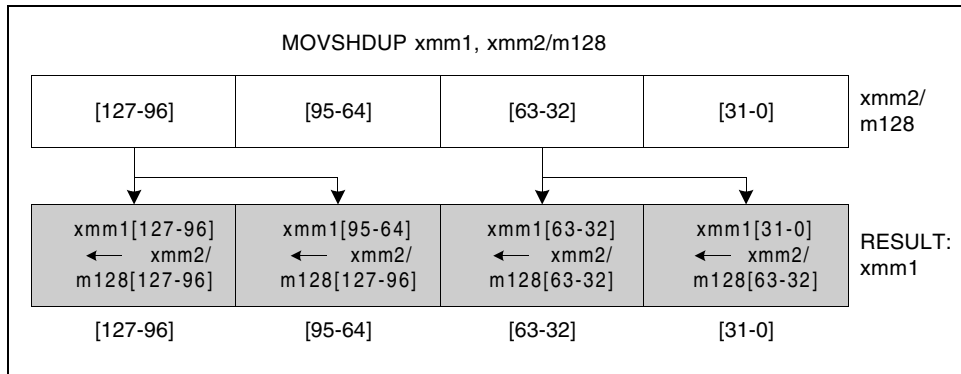 MOVSHDUP xmm1, xmm2/m128
[127-96] [95-64] [63-32] [31-0] xmm2/
m128
xmm1[127-96] xmm1[95-64] xmm1[63-32] xmm1[31-0] RESULT:
← xmm2/ ← xmm2/ ← xmm2/ ← xmm2/ xmm1
m128[127-96] m128[127-96] m128[63-32] m128[63-32]
[127-96] [95-64] [63-32] [31-0]